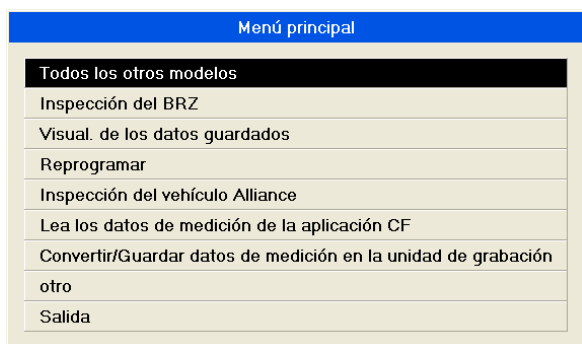 Menú principal
Todos los otros modelos
Inspección del BRZ
Visual. de los datos guardados
Reprogramar
Inspección del vehículo Alliance
Lea los datos de medición de la aplicación CF
Convertir/Guardar datos de medición en la unidad de grabación
otro
Salida